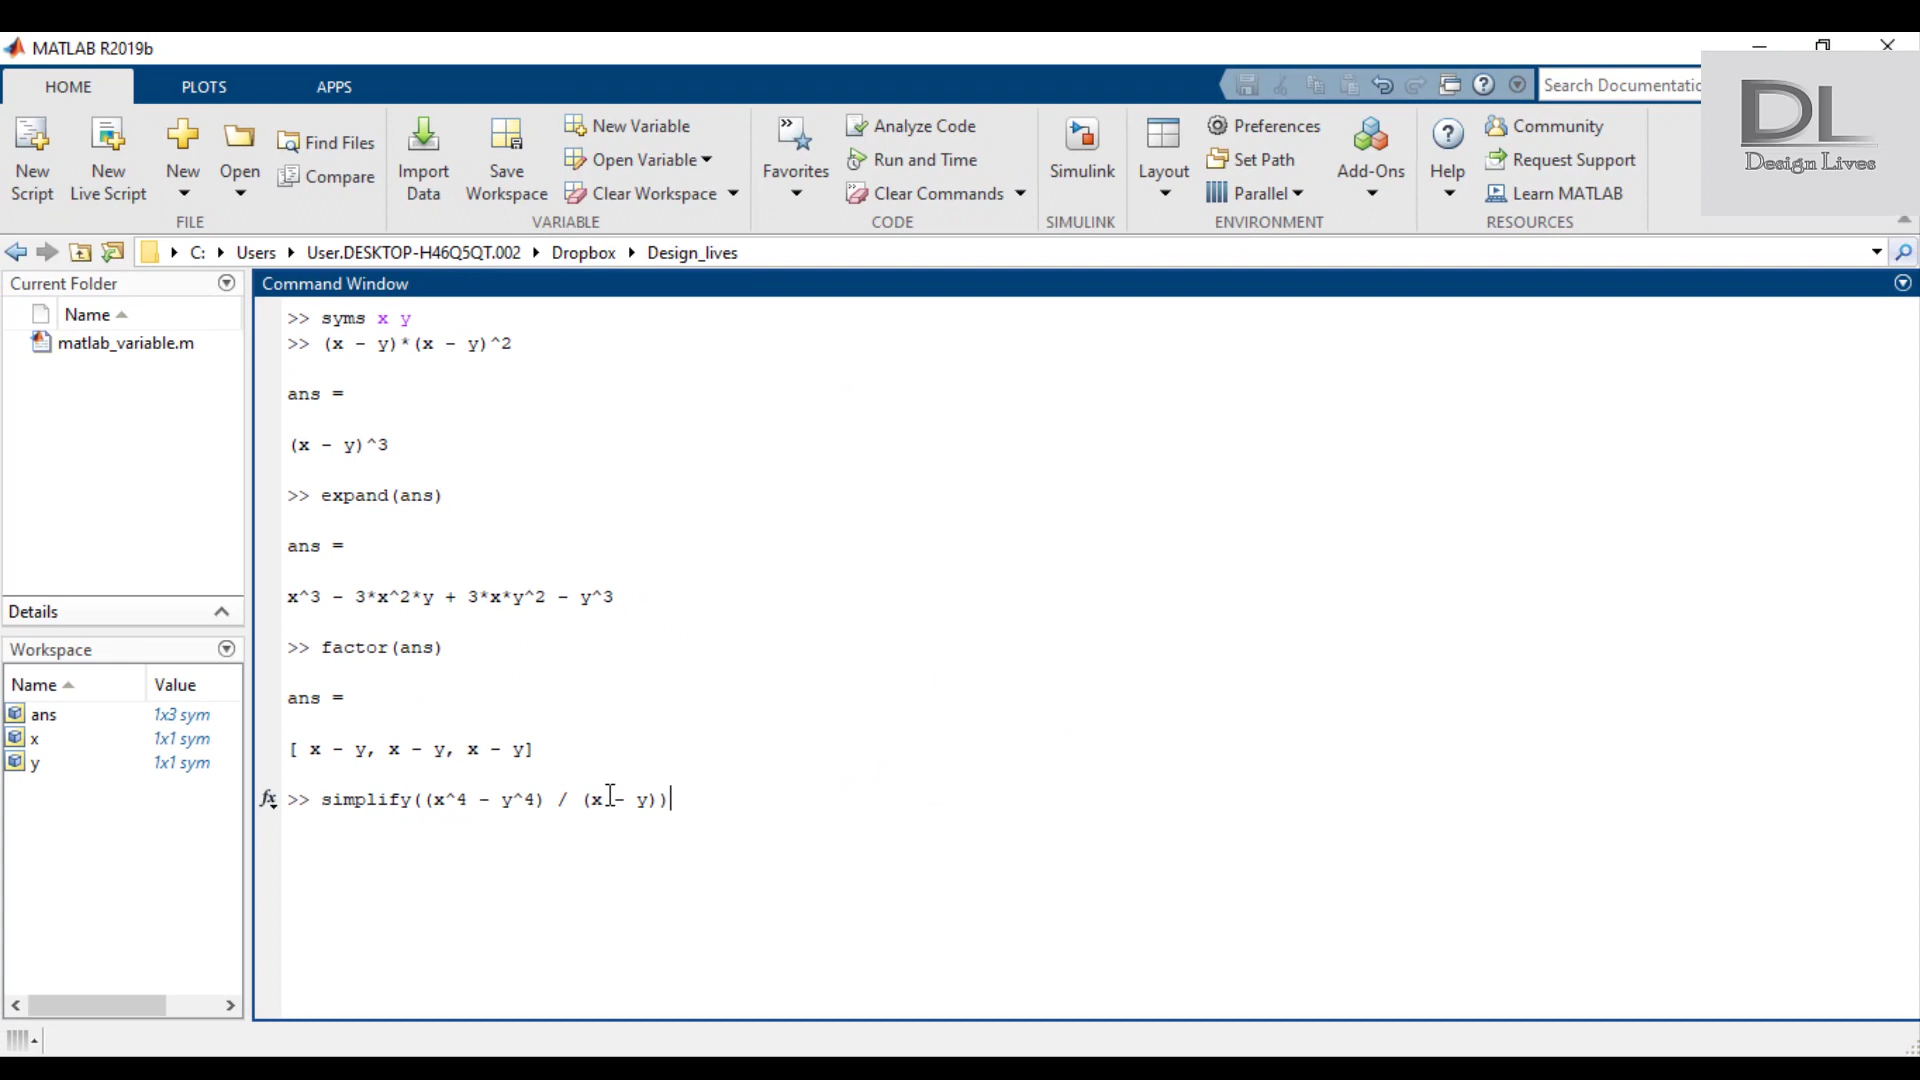 MATLAB R2019b
HOME PLOTS APPS
Search Documentatio
DL
Design Lives
New Script
New Live Script
New
Open
Find Files
Compare
FILE
Import Data
Save Workspace
New Variable
Open Variable
Clear Workspace
VARIABLE
Favorites
Analyze Code
Run and Time
Clear Commands
CODE
Simulink
SIMULINK
Layout
Preferences
Set Path
Parallel
Add-Ons
ENVIRONMENT
Help
Community
Request Support
Learn MATLAB
RESOURCES
C: Users User.DESKTOP-H46Q5QT.002 Dropbox Design_lives
Current Folder
Name
matlab_variable.m
Details
Workspace
Name Value
ans 1x3 sym
x 1x1 sym
y 1x1 sym
Command Window
>> syms x y
>> (x - y)*(x - y)^2
ans =
(x - y)^3
>> expand(ans)
ans =
x^3 - 3*x^2*y + 3*x*y^2 - y^3
>> factor(ans)
ans =
[ x - y, x - y, x - y]
fx >> simplify((x^4 - y^4) / (x - y))